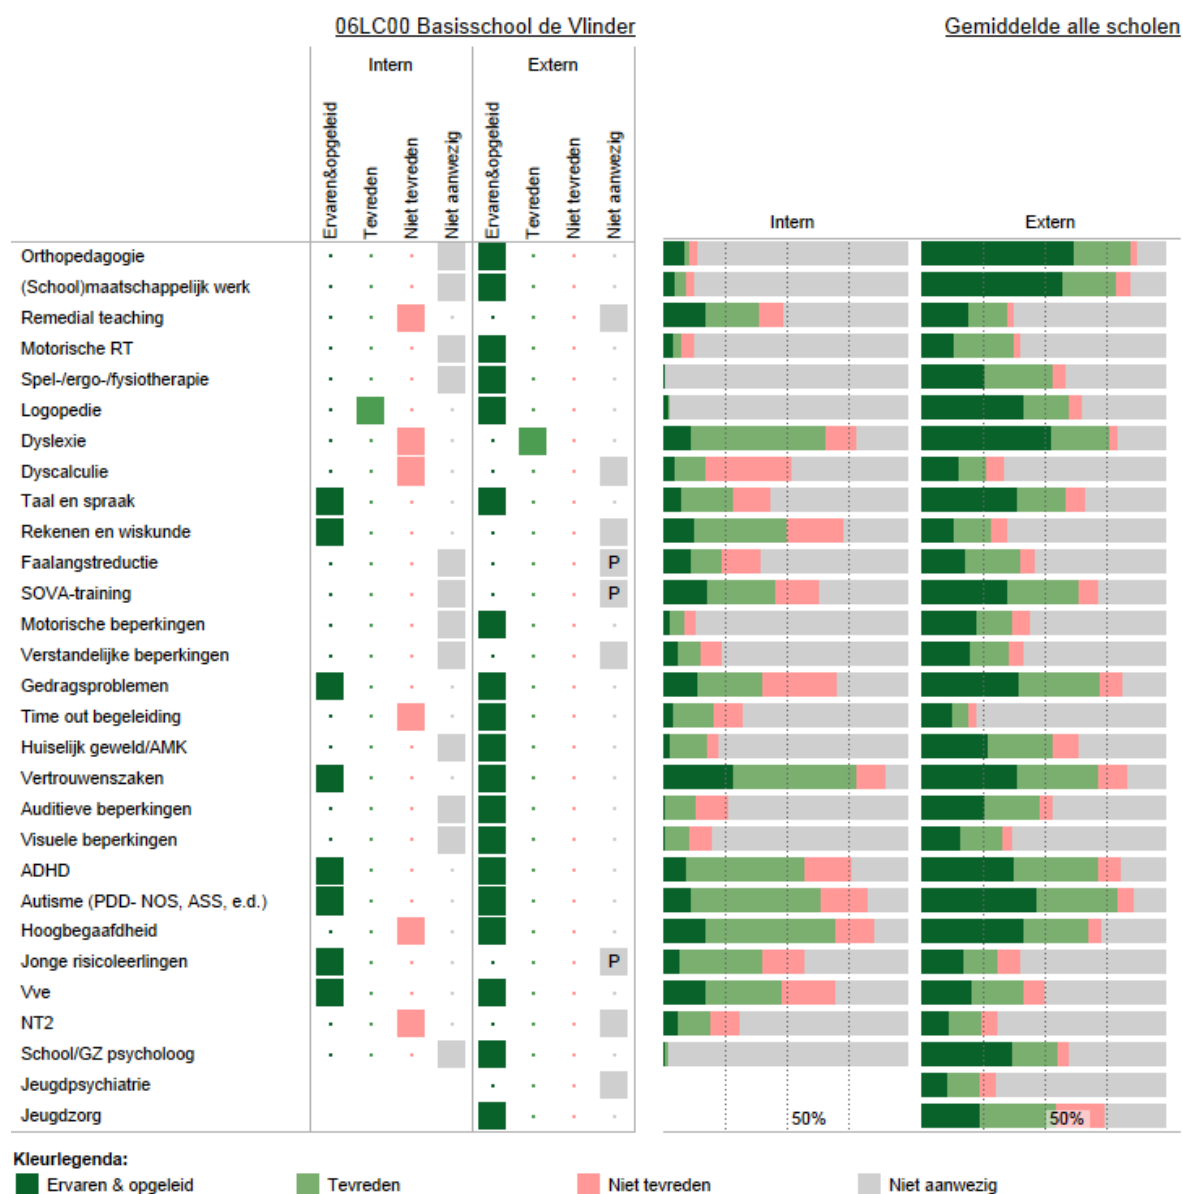 06LC00 Basisschool de Vlinder
Gemiddelde alle scholen
Intern
Extern
Ervaren&opgeleid
Tevreden
Niet tevreden
Niet aanwezig
Ervaren&opgeleid
Tevreden
Niet tevreden
Niet aanwezig
Intern
Extern
Orthopedagogie
(School)maatschappelijk werk
Remedial teaching
Motorische RT
Spel-/ergo-/fysiotherapie
Logopedie
Dyslexie
Dyscalculie
Taal en spraak
Rekenen en wiskunde
Faalangstreductie P
SOVA-training P
Motorische beperkingen
Verstandelijke beperkingen
Gedragsproblemen
Time out begeleiding
Huiselijk geweld/AMK
Vertrouwenszaken
Auditieve beperkingen
Visuele beperkingen
ADHD
Autisme (PDD- NOS, ASS, e.d.)
Hoogbegaafdheid
Jonge risicoleerlingen P
Vve
NT2
School/GZ psycholoog
Jeugdpsychiatrie
Jeugdzorg 50% 50%
Kleurlegenda:
Ervaren & opgeleid Tevreden Niet tevreden Niet aanwezig